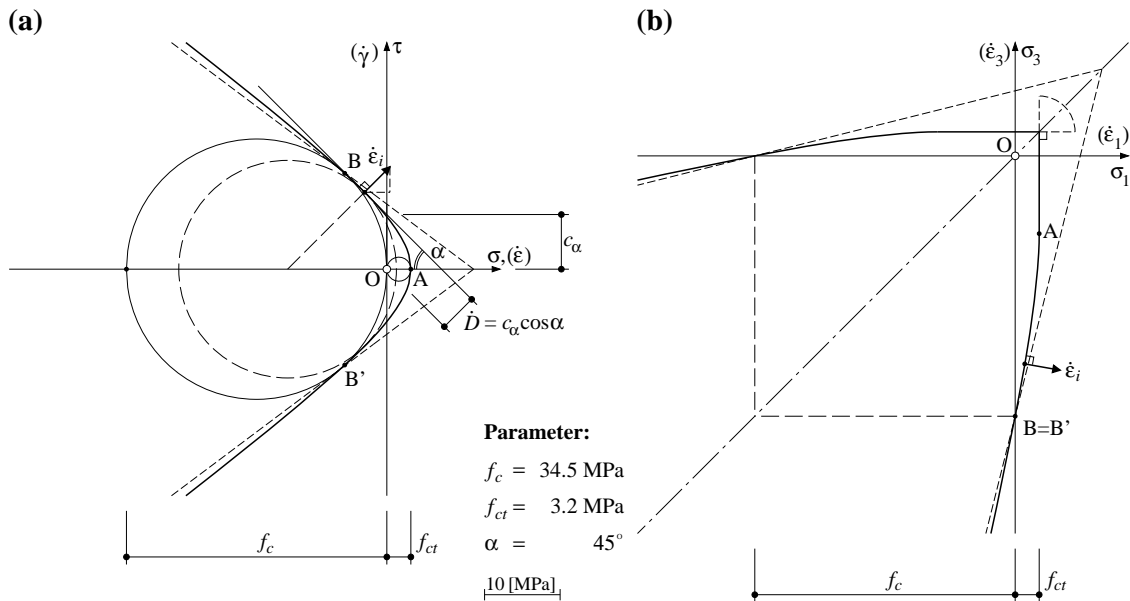 (a)
(γ̇) τ
B
ε̇i
cα
α
O
A
σ,(ε̇)
Ḋ = cα cosα
B’
Parameter:
fc = 34.5 MPa
fct = 3.2 MPa
α = 45°
10 [MPa]
fc
fct
(b)
(ε̇3) σ3
(ε̇1)
O
σ1
A
ε̇i
B=B’
fc
fct